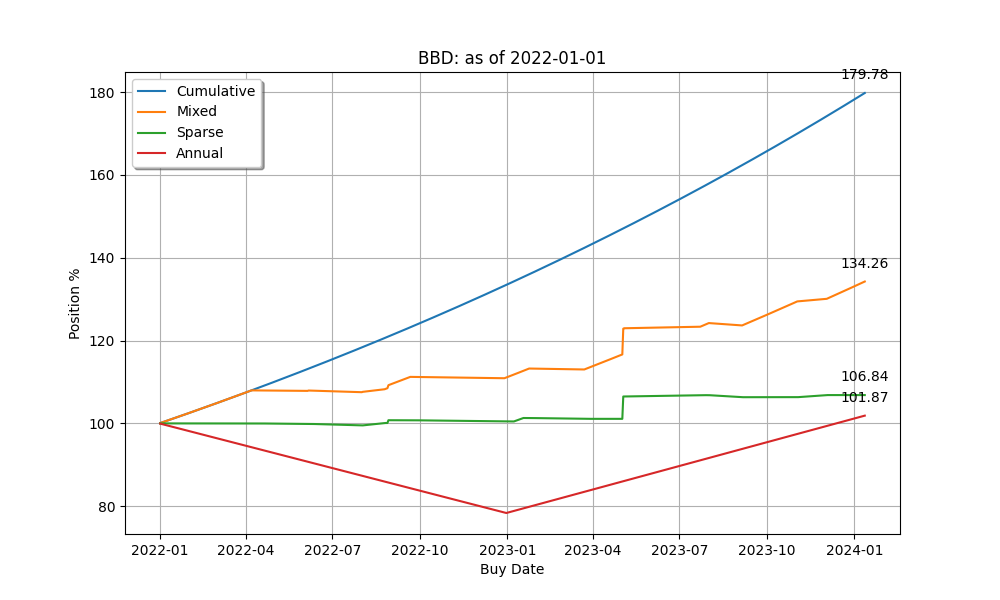 BBD: as of 2022-01-01
179.78
180
Cumulative
Mixed
Sparse
Annual
160
140
134.26
120
106.84
101.87
100
80
Position %
2022-01 2022-04 2022-07 2022-10 2023-01 2023-04 2023-07 2023-10 2024-01
Buy Date